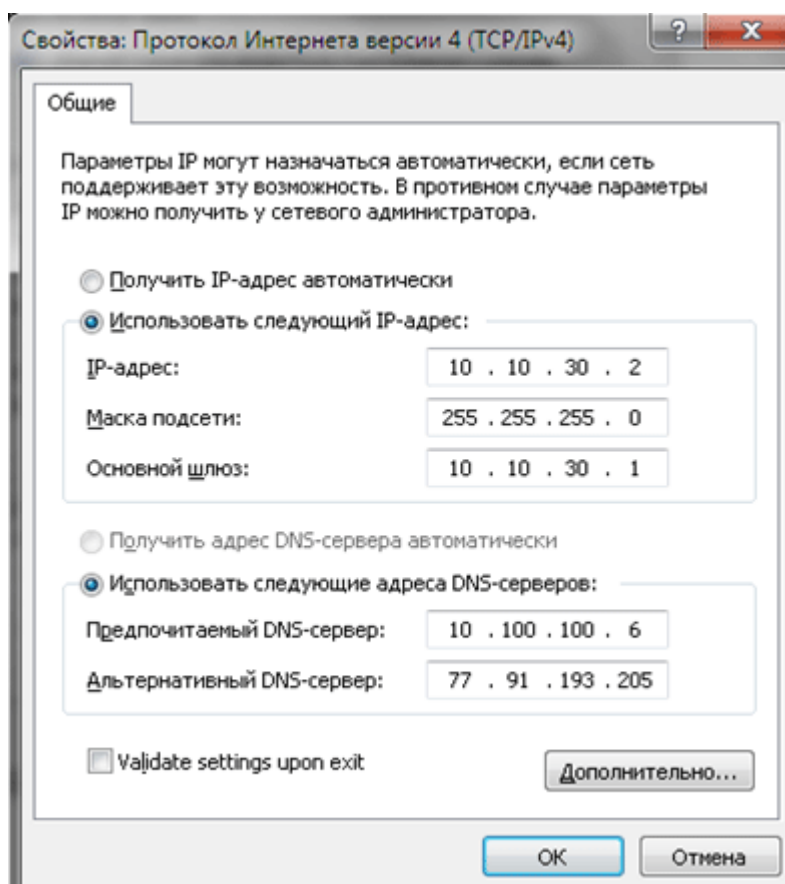 Свойства: Протокол Интернета версии 4 (TCP/IPv4)
?
Общие
Параметры IP могут назначаться автоматически, если сеть
поддерживает эту возможность. В противном случае параметры
IP можно получить у сетевого администратора.
Получить IP-адрес автоматически
Использовать следующий IP-адрес:
IP-адрес: 10 . 10 . 30 . 2
Маска подсети: 255 . 255 . 255 . 0
Основной шлюз: 10 . 10 . 30 . 1
Получить адрес DNS-сервера автоматически
Использовать следующие адреса DNS-серверов:
Предпочитаемый DNS-сервер: 10 . 100 . 100 . 6
Альтернативный DNS-сервер: 77 . 91 . 193 . 205
Validate settings upon exit
Дополнительно...
OK Отмена